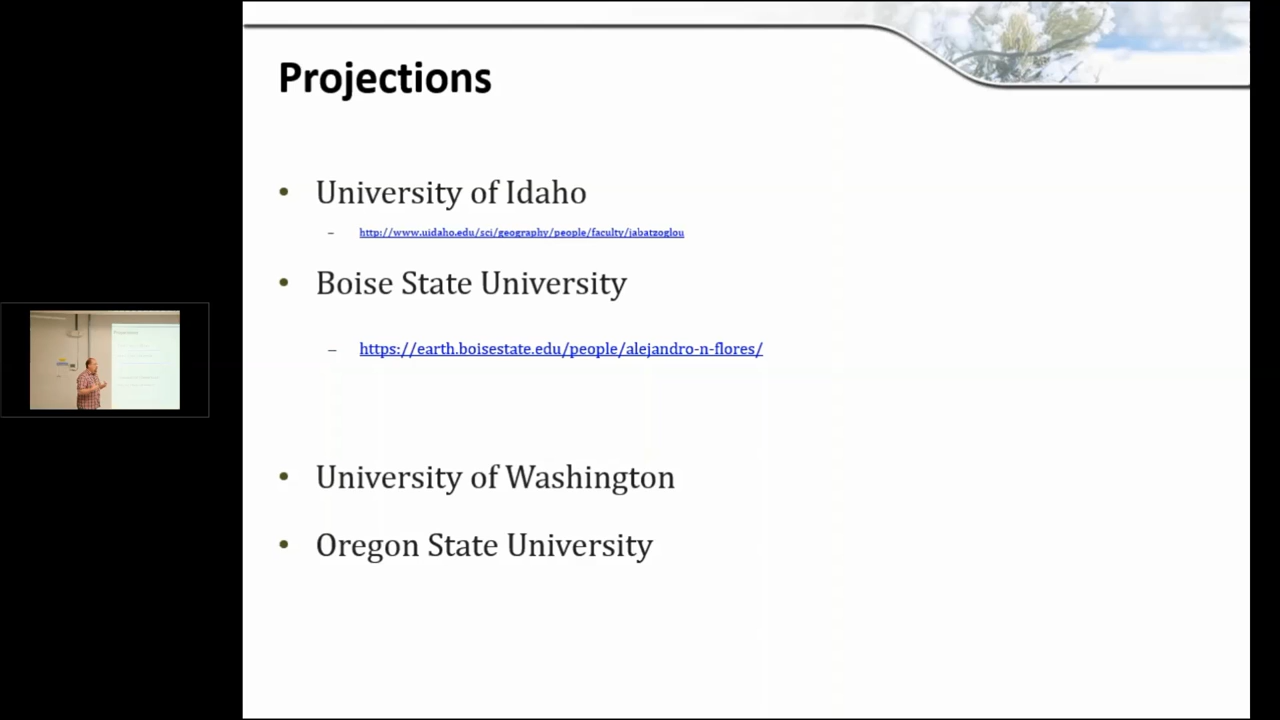 Projections
• University of Idaho
– http://www.uidaho.edu/sci/geography/people/faculty/jabatzoglou
• Boise State University
– https://earth.boisestate.edu/people/alejandro-n-flores/
• University of Washington
• Oregon State University